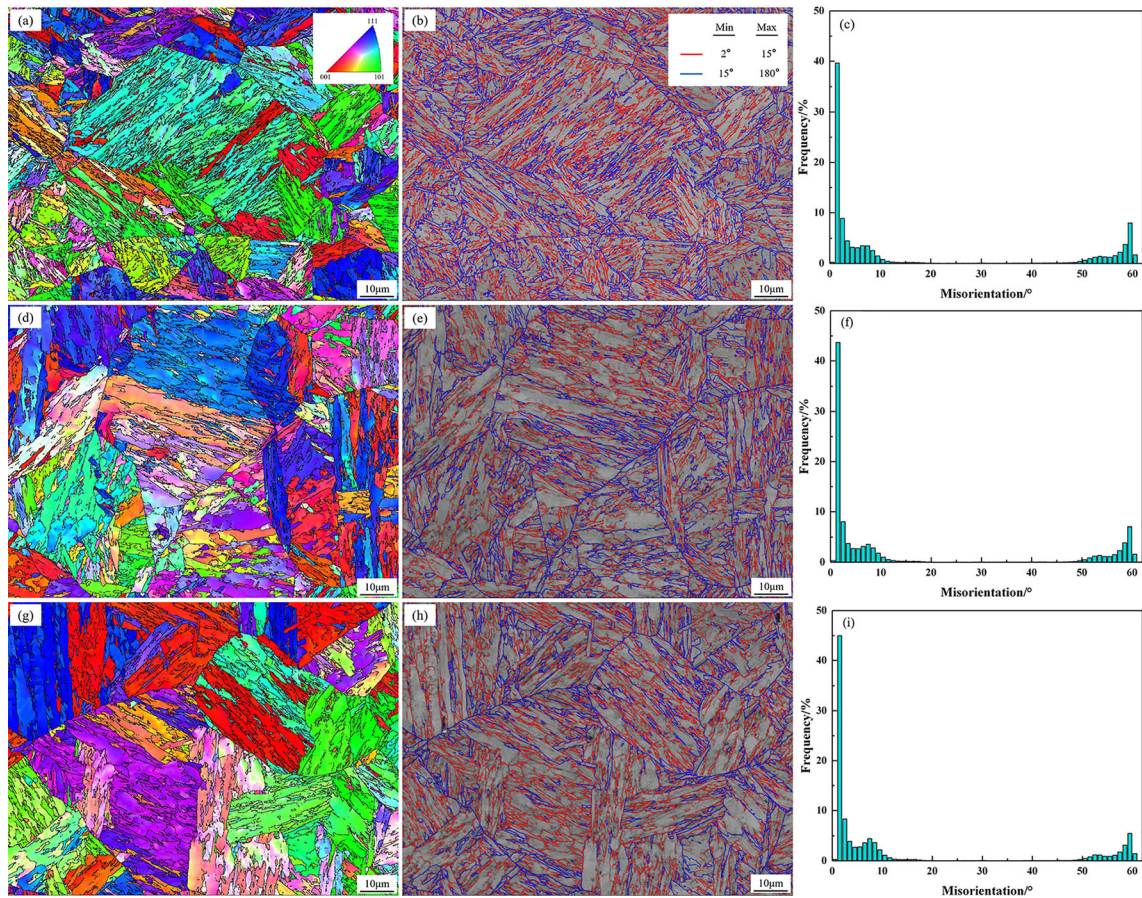 (a)
111
001 101
10μm
(b)
Min Max
2° 15°
15° 180°
10μm
(c)
Frequency/%
50
40
30
20
10
0
0 10 20 30 40 50 60
Misorientation/°
(d)
10μm
(e)
10μm
(f)
Frequency/%
50
40
30
20
10
0
0 10 20 30 40 50 60
Misorientation/°
(g)
10μm
(h)
10μm
(i)
Frequency/%
50
40
30
20
10
0
0 10 20 30 40 50 60
Misorientation/°